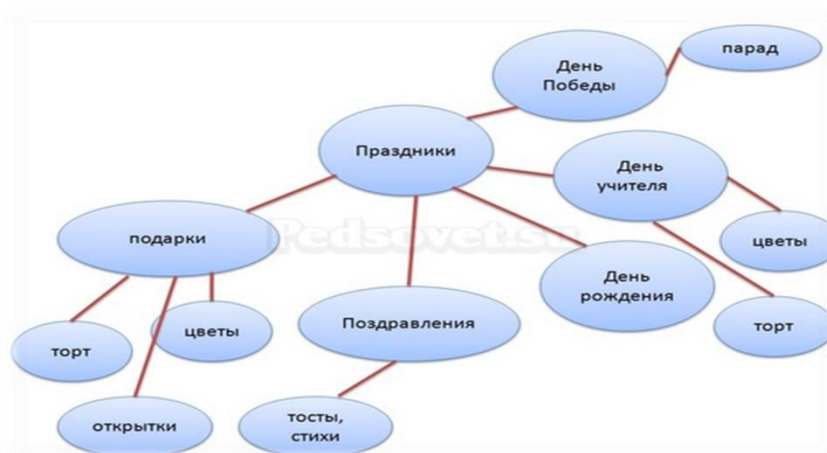 День
Победы
парад
Праздники
День
учителя
подарки
Pedsovet.su
цветы
День
рождения
Поздравления
торт
цветы
торт
открытки
тосты,
стихи